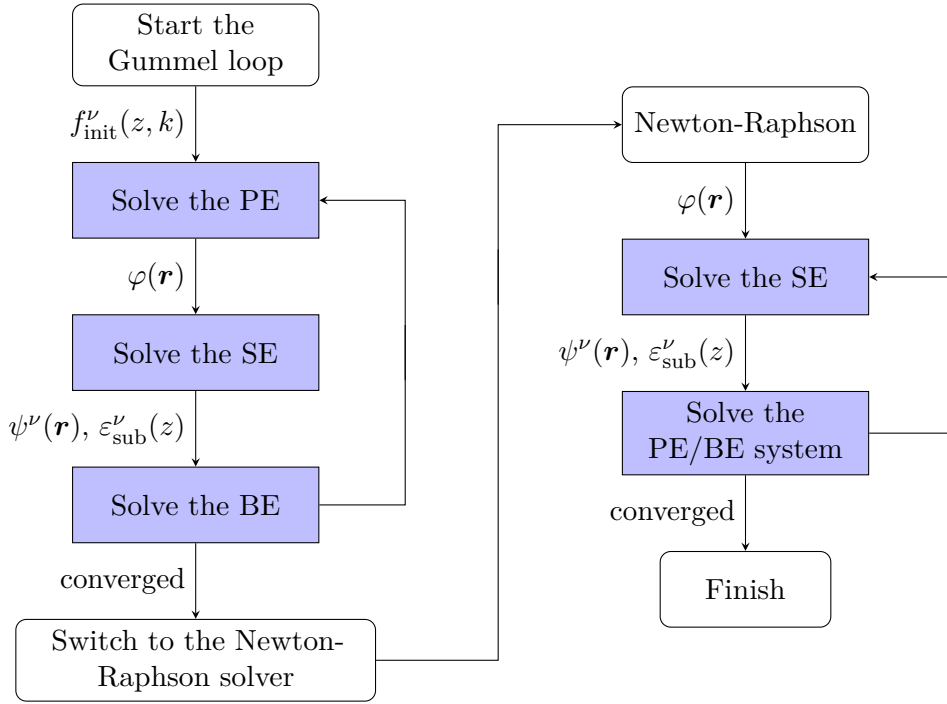 Start the
Gummel loop
f^ν_init(z, k)
Solve the PE
φ(r)
Solve the SE
ψ^ν(r), ε^ν_sub(z)
Solve the BE
converged
Switch to the Newton-
Raphson solver
Newton-Raphson
φ(r)
Solve the SE
ψ^ν(r), ε^ν_sub(z)
Solve the
PE/BE system
converged
Finish